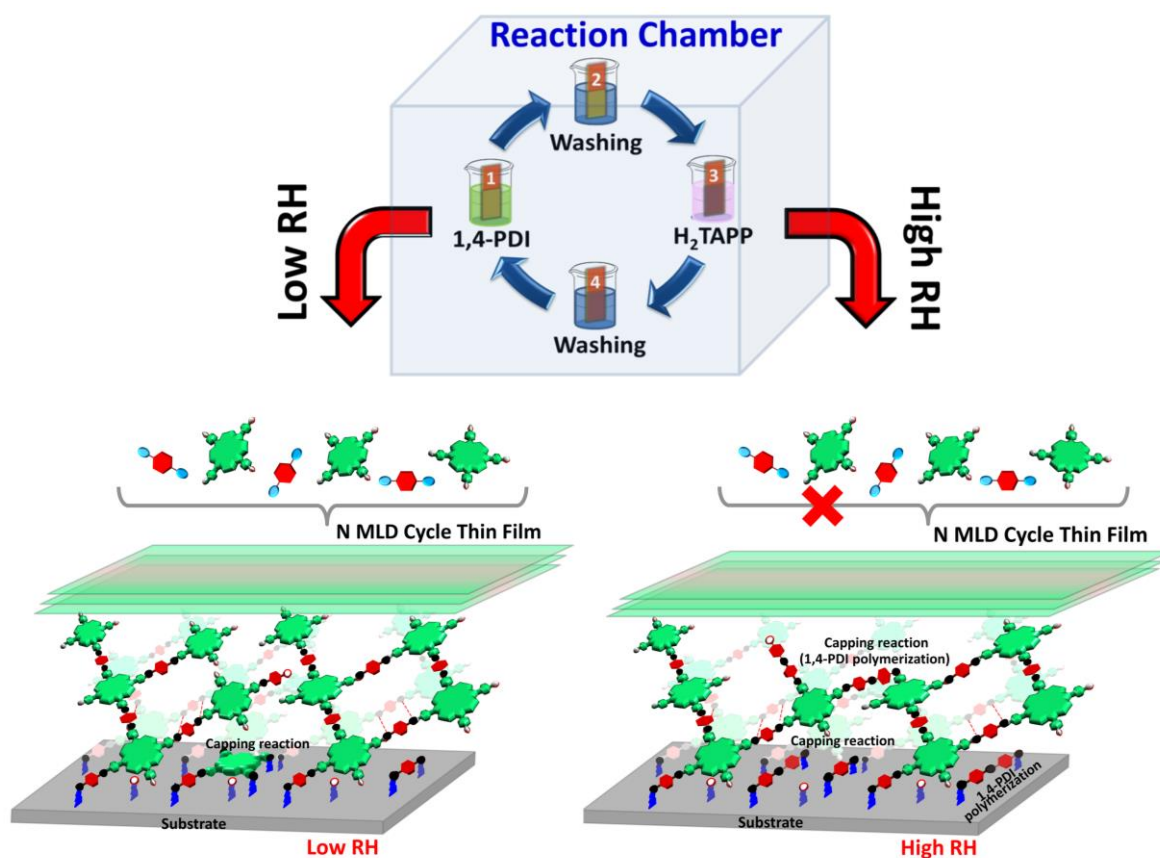 Reaction Chamber
2
Washing
1
1,4-PDI
3
H₂TAPP
4
Washing
Low RH
High RH
N MLD Cycle Thin Film
Capping reaction
Substrate
Low RH
N MLD Cycle Thin Film
Capping reaction
(1,4-PDI polymerization)
Capping reaction
1,4-PDI
polymerization
Substrate
High RH